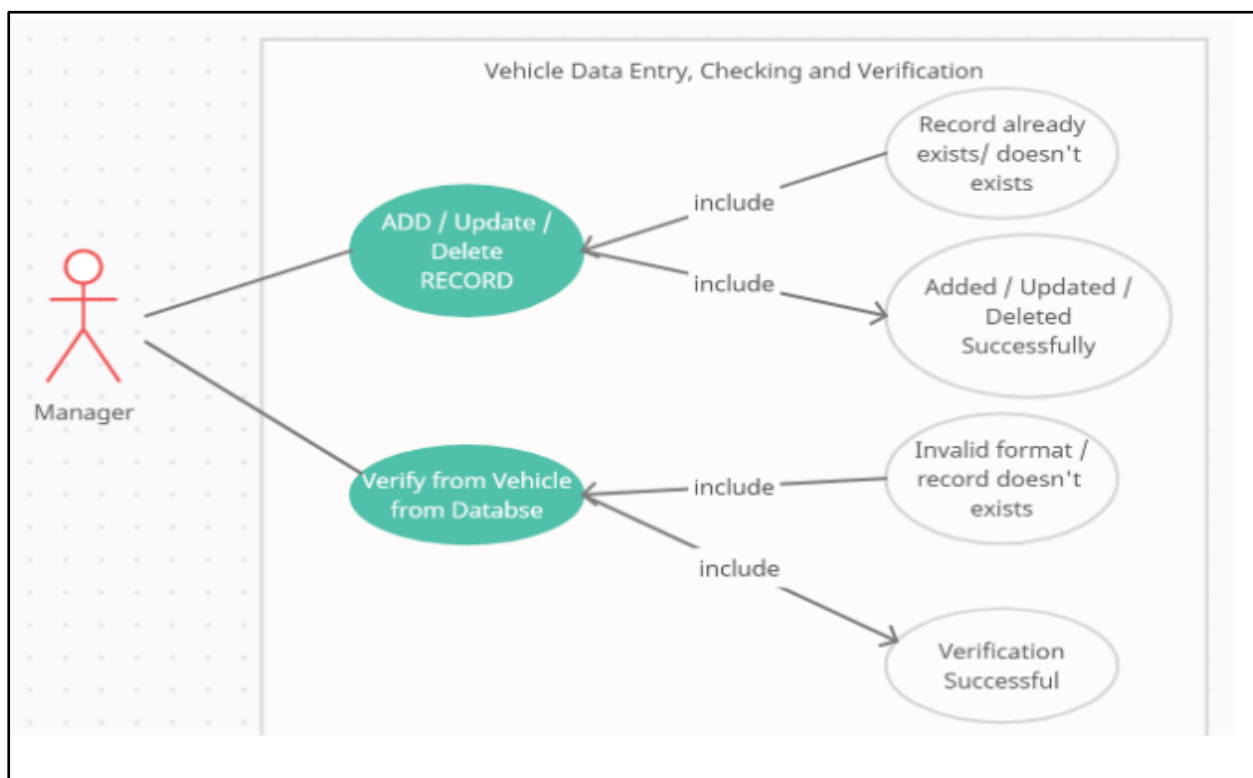 Vehicle Data Entry, Checking and Verification
Record already
exists/ doesn't
exists
include
ADD / Update /
Delete
RECORD
include
Added / Updated /
Deleted
Successfully
Manager
Invalid format /
record doesn't
exists
include
Verify from Vehicle
from Databse
include
Verification
Successful